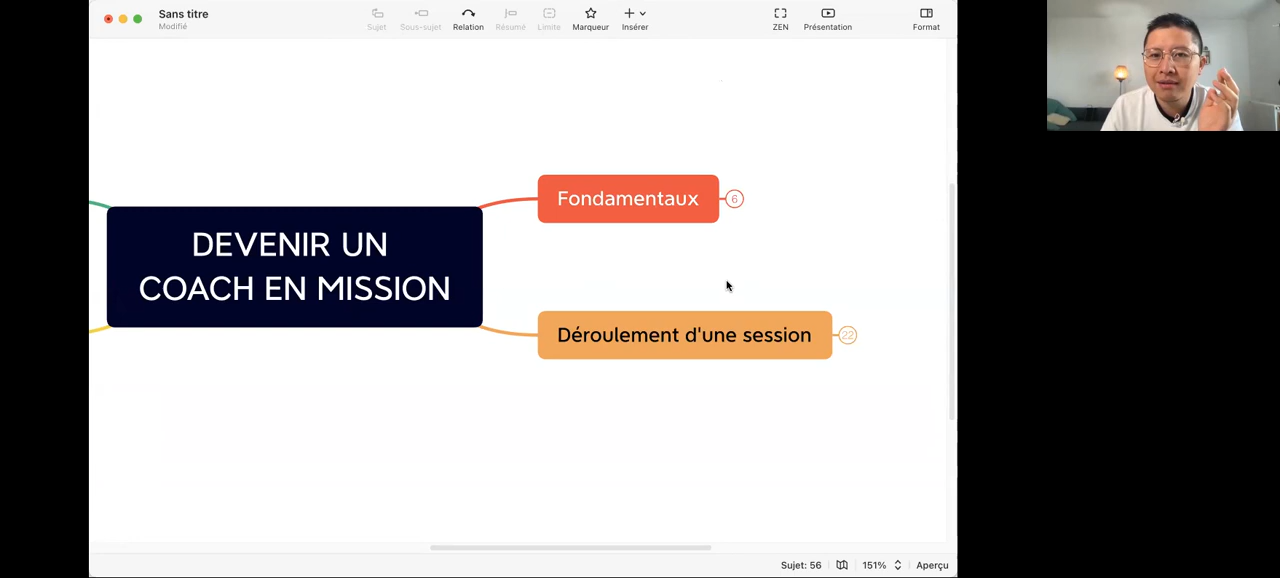 Sans titre
Modifié
Sujet
Sous-sujet
Relation
Résumé
Limite
Marqueur
Insérer
ZEN
Présentation
Format
Fondamentaux
6
DEVENIR UN
COACH EN MISSION
Déroulement d'une session
22
Sujet: 56
151%
Aperçu